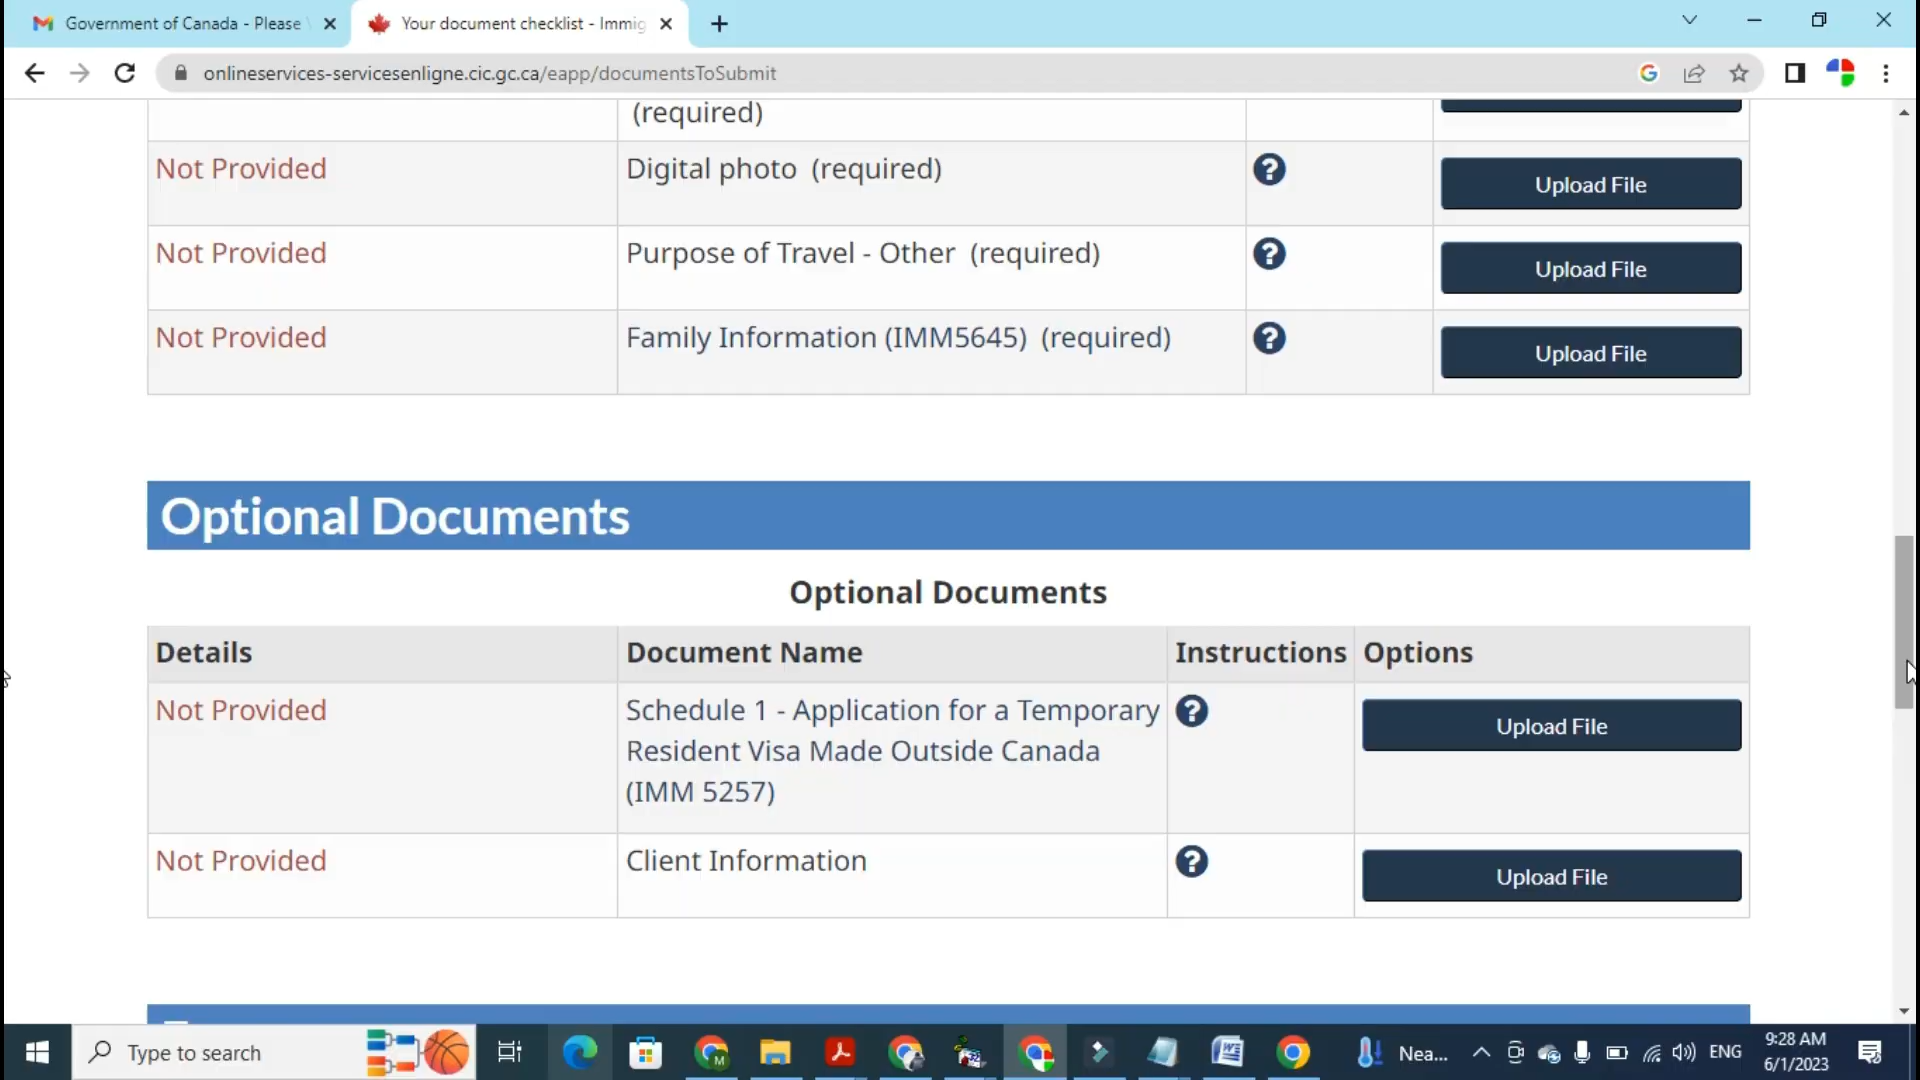 Government of Canada - Please
Your document checklist - Immig
onlineservices-servicesenligne.cic.gc.ca/eapp/documentsToSubmit
(required)
Not Provided
Digital photo (required)
?
Upload File
Not Provided
Purpose of Travel - Other (required)
?
Upload File
Not Provided
Family Information (IMM5645) (required)
?
Upload File
Optional Documents
Optional Documents
Details
Document Name
Instructions
Options
Not Provided
Schedule 1 - Application for a Temporary
Resident Visa Made Outside Canada
(IMM 5257)
?
Upload File
Not Provided
Client Information
?
Upload File
Type to search
Nea...
ENG
9:28 AM
6/1/2023